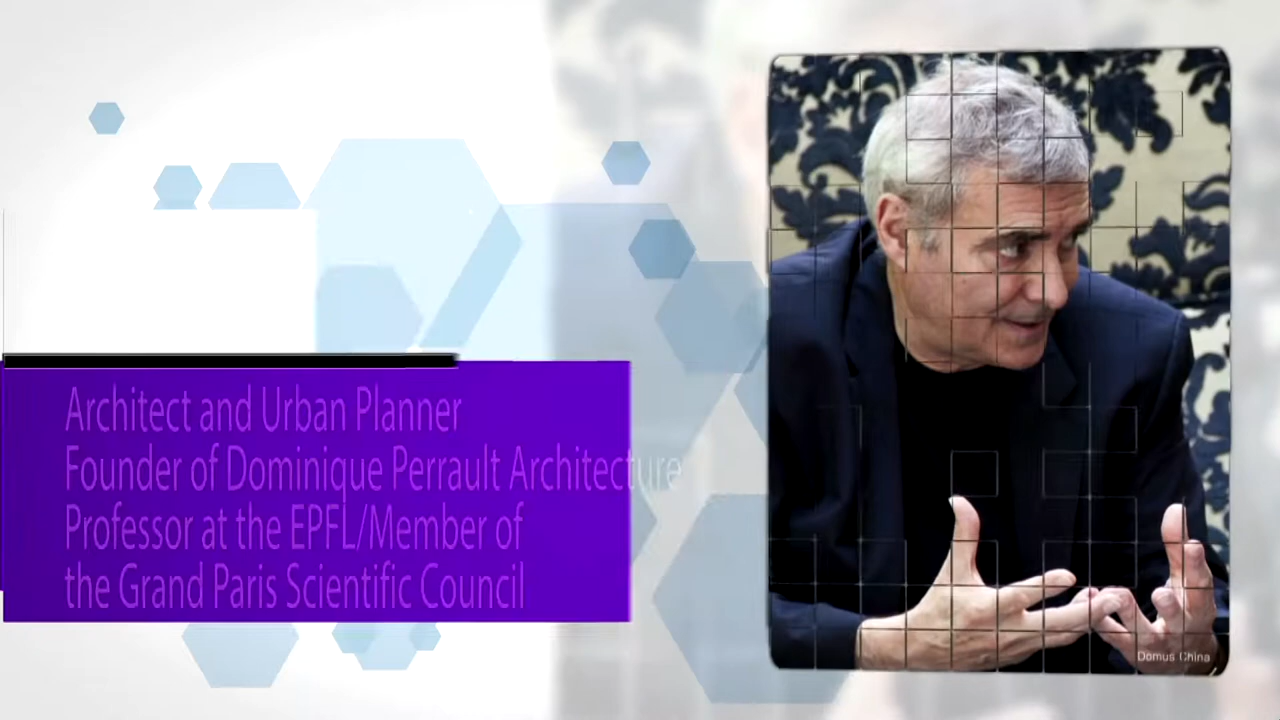 Architect and Urban Planner
Founder of Dominique Perrault Architecture
Professor at the EPFL/Member of
the Grand Paris Scientific Council
Domus China